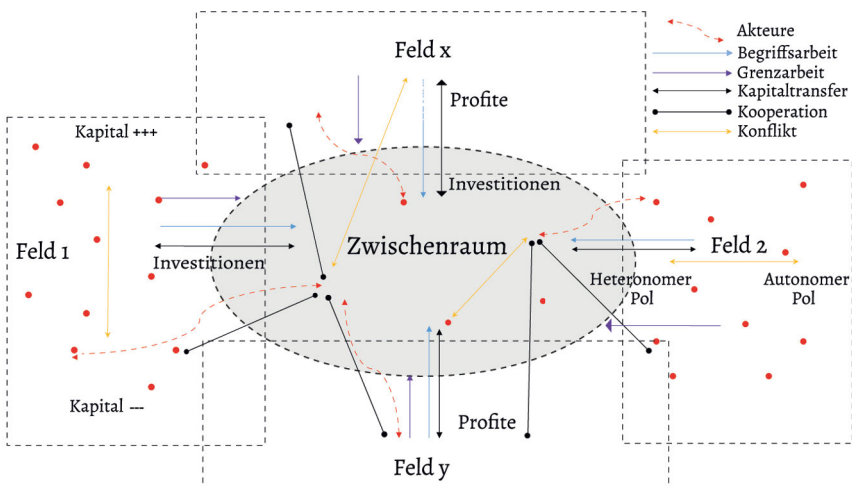 Feld x
Akteure
Begriffsarbeit
Grenzarbeit
Kapitaltransfer
Kooperation
Konflikt
Profite
Kapital +++
Investitionen
Feld 1
Zwischenraum
Feld 2
Investitionen
Heteronomer
Pol
Autonomer
Pol
Kapital ---
Profite
Feld y